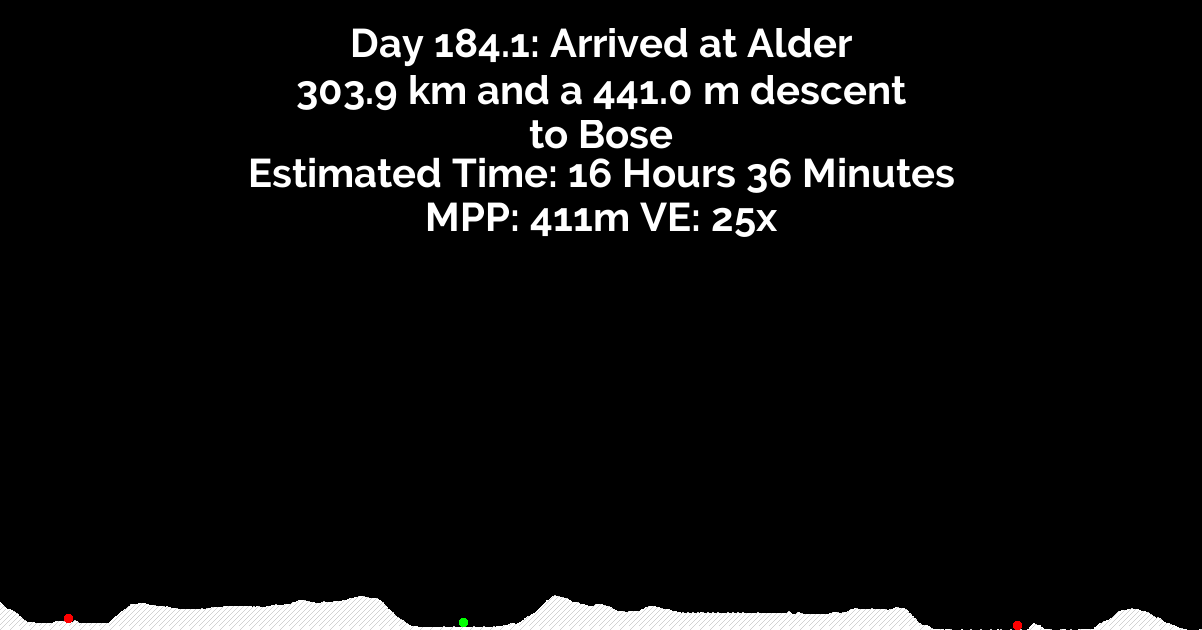 Day 184.1: Arrived at Alder
303.9 km and a 441.0 m descent
to Bose
Estimated Time: 16 Hours 36 Minutes
MPP: 411m VE: 25x